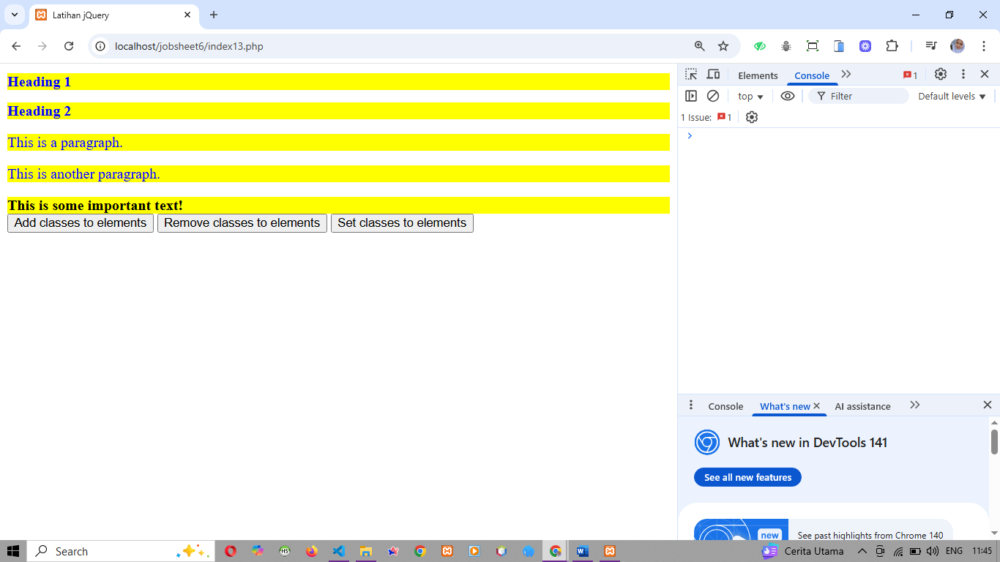 Latihan jQuery
localhost/jobsheet6/index13.php
Heading 1
Heading 2
This is a paragraph.
This is another paragraph.
This is some important text!
Add classes to elements Remove classes to elements Set classes to elements
Elements Console 1
top Filter Default levels
1 Issue: 1
Console What's new AI assistance
What's new in DevTools 141
See all new features
new
See past highlights from Chrome 140
Search
HS
Cerita Utama ENG 11:45